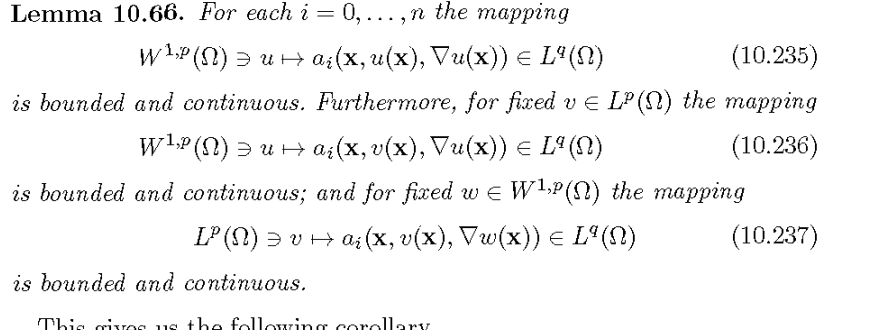 Lemma 10.66. For each i = 0, . . . , n the mapping
W^{1,p}(Ω) ∋ u ↦ a_i(x, u(x), ∇u(x)) ∈ L^q(Ω) (10.235)
is bounded and continuous. Furthermore, for fixed v ∈ L^p(Ω) the mapping
W^{1,p}(Ω) ∋ u ↦ a_i(x, v(x), ∇u(x)) ∈ L^q(Ω) (10.236)
is bounded and continuous; and for fixed w ∈ W^{1,p}(Ω) the mapping
L^p(Ω) ∋ v ↦ a_i(x, v(x), ∇w(x)) ∈ L^q(Ω) (10.237)
is bounded and continuous.
This gives us the following corollary